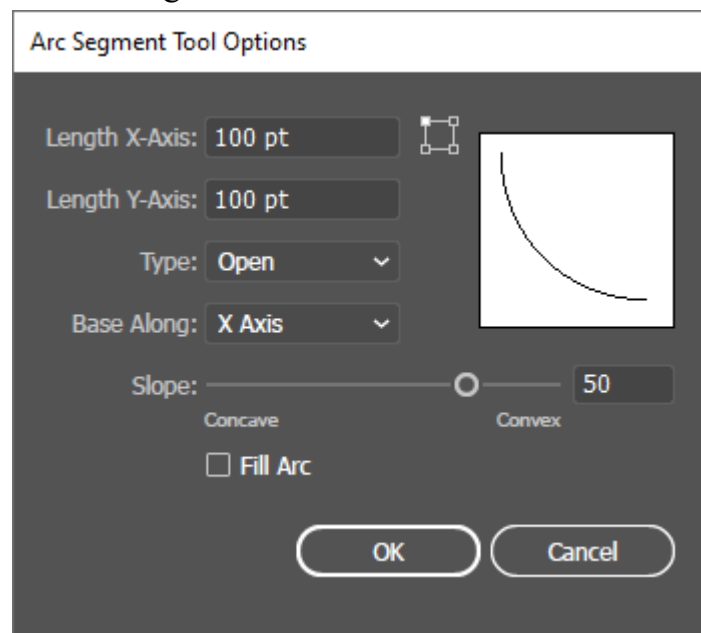 Arc Segment Tool Options
Length X-Axis: 100 pt
Length Y-Axis: 100 pt
Type: Open
Base Along: X Axis
Slope: 50
Concave Convex
Fill Arc
OK Cancel